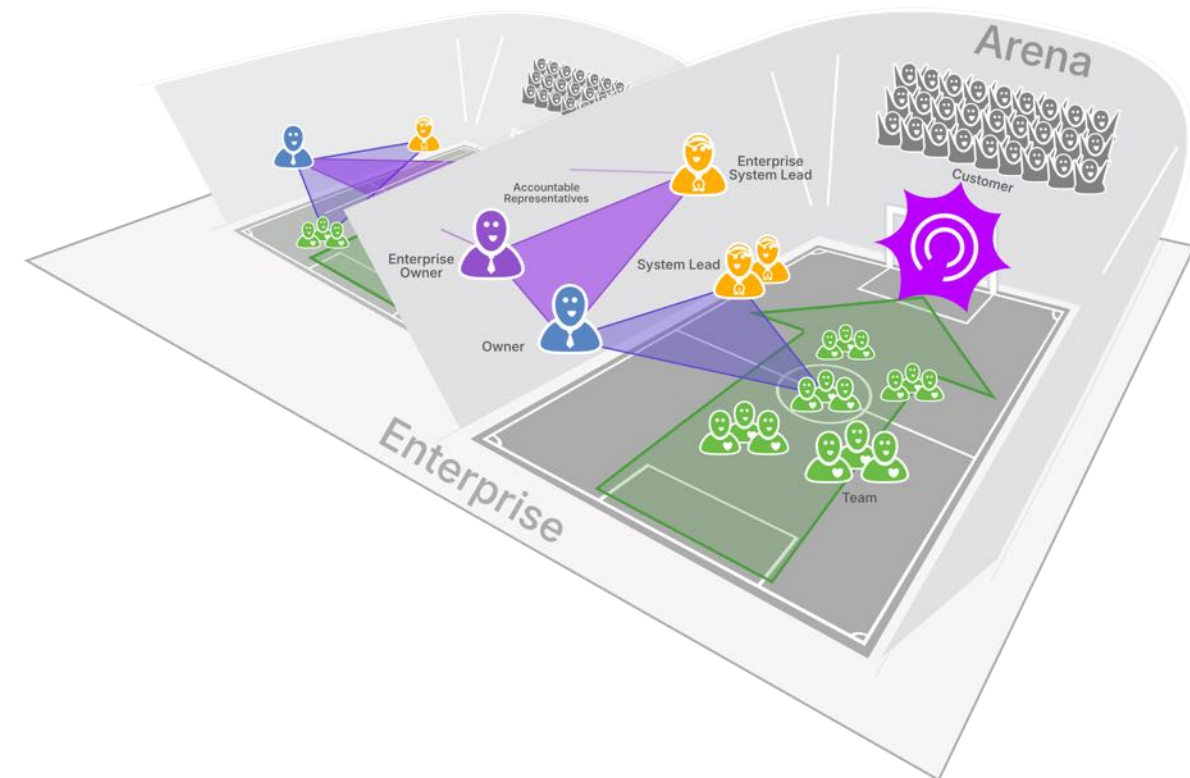 Arena
Customer
Enterprise
System Lead
Accountable
Representatives
Enterprise
Owner
System Lead
Owner
Team
Enterprise